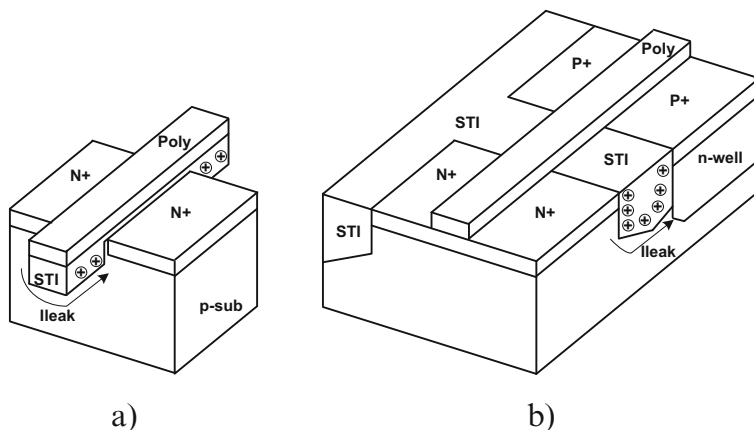 Poly
N+
N+
STI
Ileak
p-sub
a)
Poly
P+
P+
STI
STI
n-well
N+
N+
STI
Ileak
b)